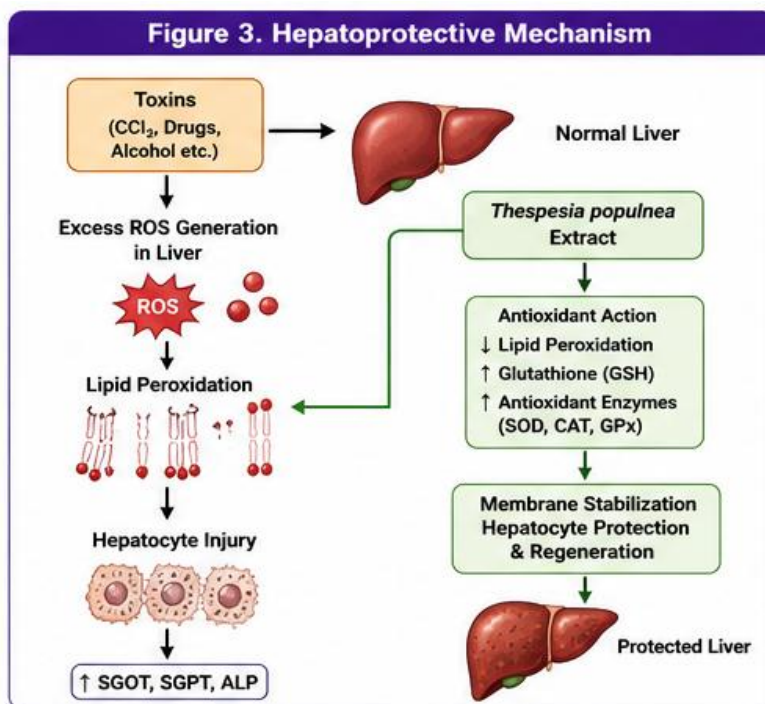 Figure 3. Hepatoprotective Mechanism
Toxins
(CCl₂, Drugs,
Alcohol etc.)
Normal Liver
Excess ROS Generation
in Liver
ROS
Lipid Peroxidation
Hepatocyte Injury
↑ SGOT, SGPT, ALP
Thespesia populnea
Extract
Antioxidant Action
↓ Lipid Peroxidation
↑ Glutathione (GSH)
↑ Antioxidant Enzymes
(SOD, CAT, GPx)
Membrane Stabilization
Hepatocyte Protection
& Regeneration
Protected Liver